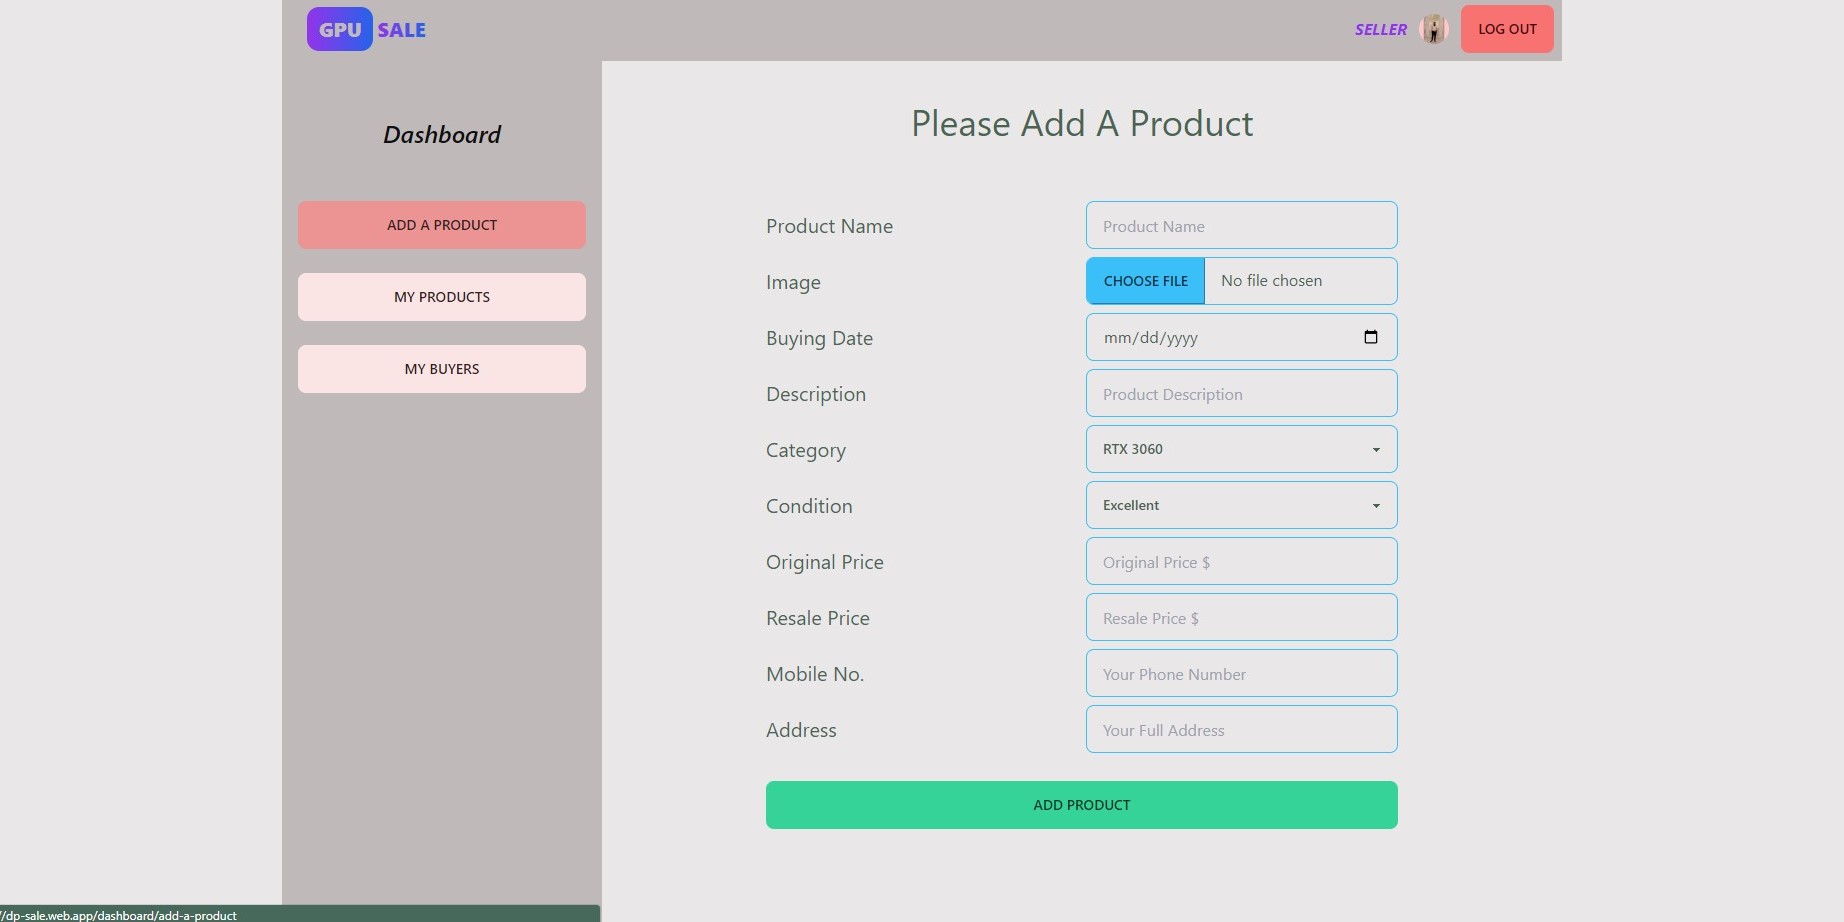 GPU SALE
SELLER
LOG OUT
Dashboard
ADD A PRODUCT
MY PRODUCTS
MY BUYERS
Please Add A Product
Product Name
Product Name
Image
CHOOSE FILE No file chosen
Buying Date
mm/dd/yyyy
Description
Product Description
Category
RTX 3060
Condition
Excellent
Original Price
Original Price $
Resale Price
Resale Price $
Mobile No.
Your Phone Number
Address
Your Full Address
ADD PRODUCT
/dp-sale.web.app/dashboard/add-a-product